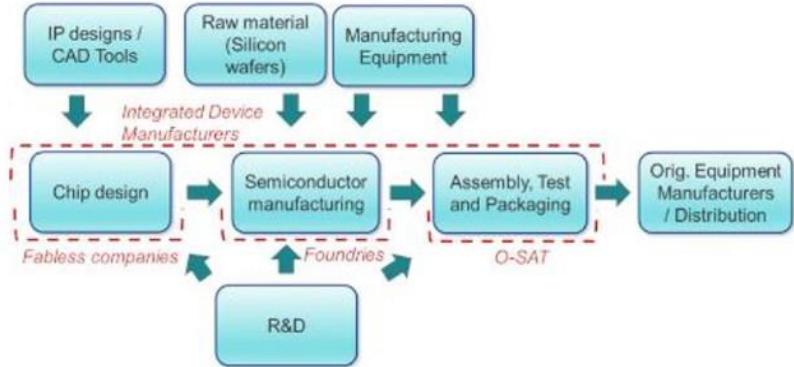 IP designs /
CAD Tools
Raw material
(Silicon
wafers)
Manufacturing
Equipment
Integrated Device
Manufacturers
Chip design
Semiconductor
manufacturing
Assembly, Test
and Packaging
Orig. Equipment
Manufacturers
/ Distribution
Fabless companies
Foundries
O-SAT
R&D